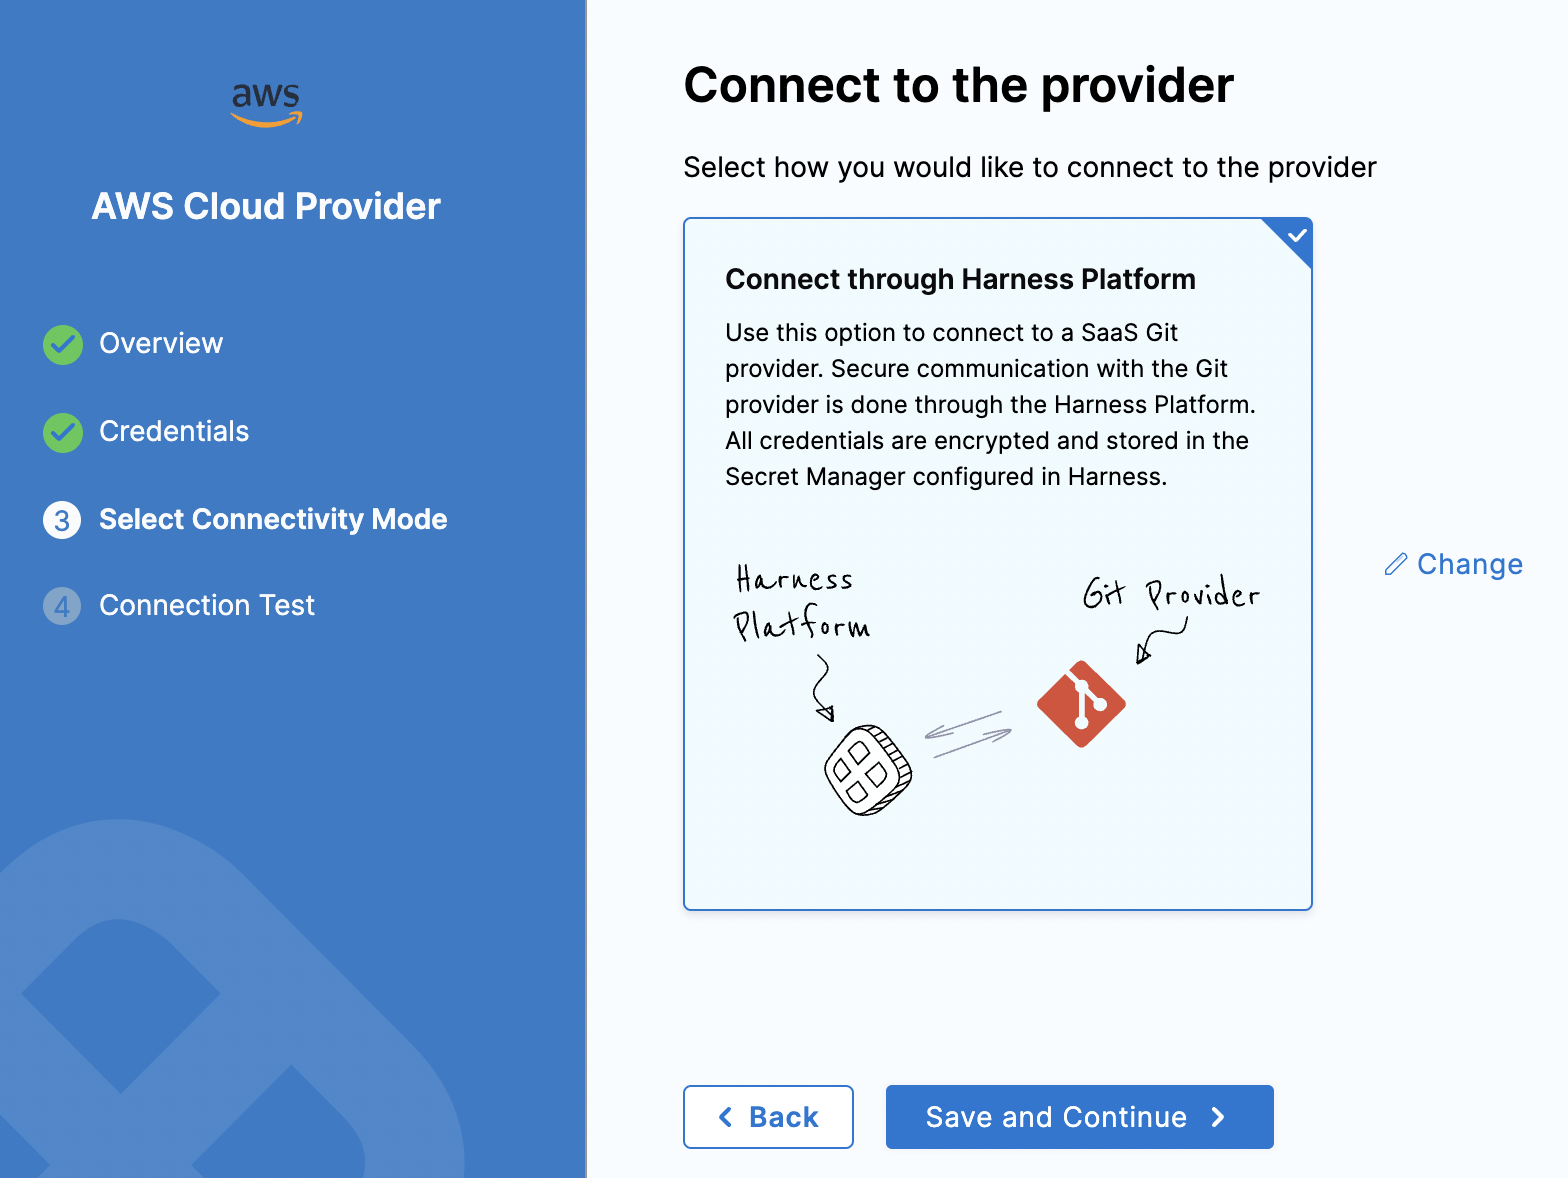 aws
AWS Cloud Provider
Overview
Credentials
3 Select Connectivity Mode
4 Connection Test
Connect to the provider
Select how you would like to connect to the provider
Connect through Harness Platform
Use this option to connect to a SaaS Git
provider. Secure communication with the Git
provider is done through the Harness Platform.
All credentials are encrypted and stored in the
Secret Manager configured in Harness.
Harness
Platform
Git Provider
Change
Back
Save and Continue